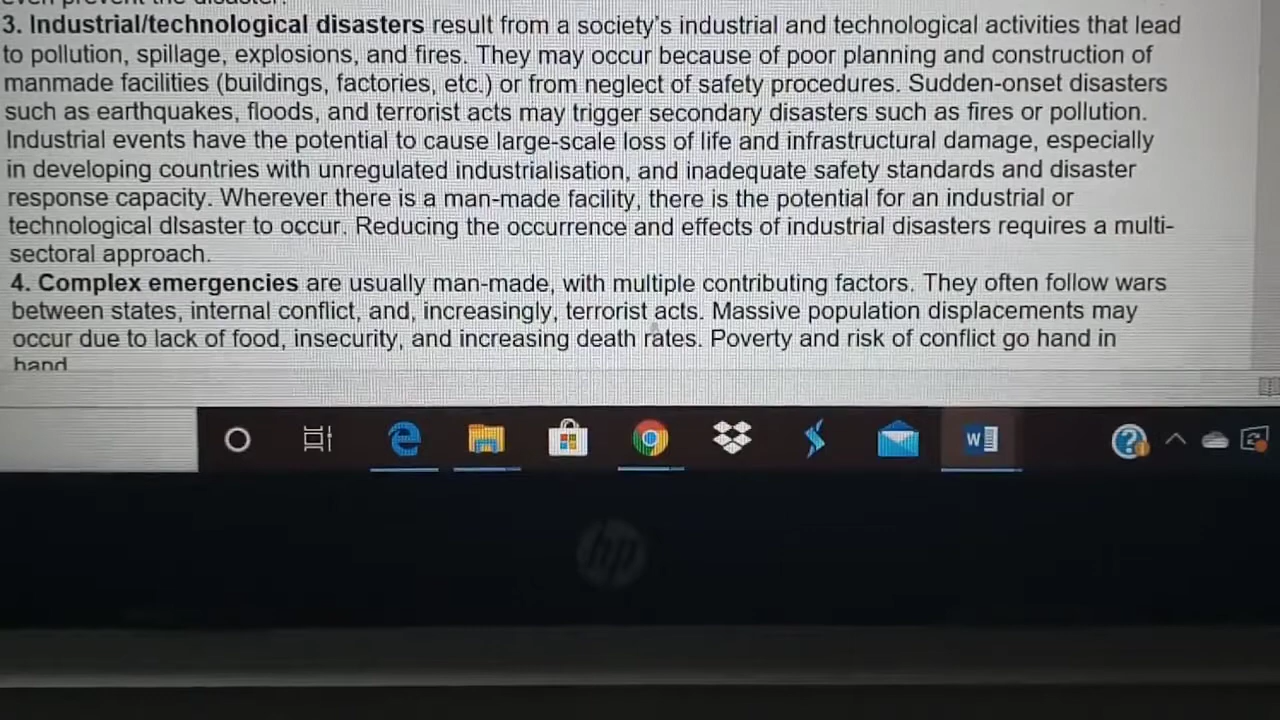 even prevent the disaster.
3. Industrial/technological disasters result from a society's industrial and technological activities that lead
to pollution, spillage, explosions, and fires. They may occur because of poor planning and construction of
manmade facilities (buildings, factories, etc.) or from neglect of safety procedures. Sudden-onset disasters
such as earthquakes, floods, and terrorist acts may trigger secondary disasters such as fires or pollution.
Industrial events have the potential to cause large-scale loss of life and infrastructural damage, especially
in developing countries with unregulated industrialisation, and inadequate safety standards and disaster
response capacity. Wherever there is a man-made facility, there is the potential for an industrial or
technological dIsaster to occur. Reducing the occurrence and effects of industrial disasters requires a multi-
sectoral approach.
4. Complex emergencies are usually man-made, with multiple contributing factors. They often follow wars
between states, internal conflict, and, increasingly, terrorist acts. Massive population displacements may
occur due to lack of food, insecurity, and increasing death rates. Poverty and risk of conflict go hand in
hand
W
?
hp